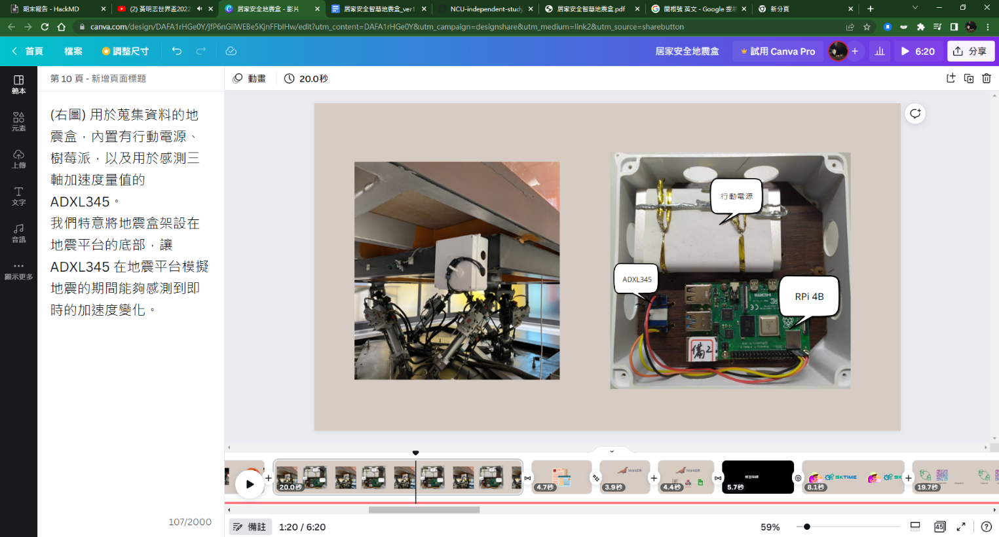 期末報告 - HackMD
(2) 黃明志世界盃2022
居家安全地震盒 - 影片
居家安全智慧地震盒_ver1
NCU-independent-study
居家安全智慧地震盒.pdf
開根號 英文 - Google 搜尋
新分頁
canva.com/design/DAFA1rHGe0Y/jfP6nGIiWEBe5KjnFFbIHw/edit?utm_content=DAFA1rHGe0Y&utm_campaign=designshare&utm_medium=link2&utm_source=sharebutton
首頁
檔案
調整尺寸
居家安全地震盒
試用 Canva Pro
6:20
分享
範本
元素
上傳
文字
音訊
顯示更多
第 10 頁 - 新增頁面標題
動畫
20.0秒
(右圖) 用於蒐集資料的地
震盒，內置有行動電源、
樹莓派，以及用於感測三
軸加速度量值的
ADXL345。
我們特意將地震盒架設在
地震平台的底部，讓
ADXL345 在地震平台模擬
地震的期間能夠感測到即
時的加速度變化。
107/2000
行動電源
ADXL345
RPi 4B
HDMI
備2
20.0秒
4.7秒
MariaDB
3.9秒
MariaDB
4.4秒
5.7秒
SKTIME
SK
8.1秒
19.7秒
備註
1:20 / 6:20
59%
45